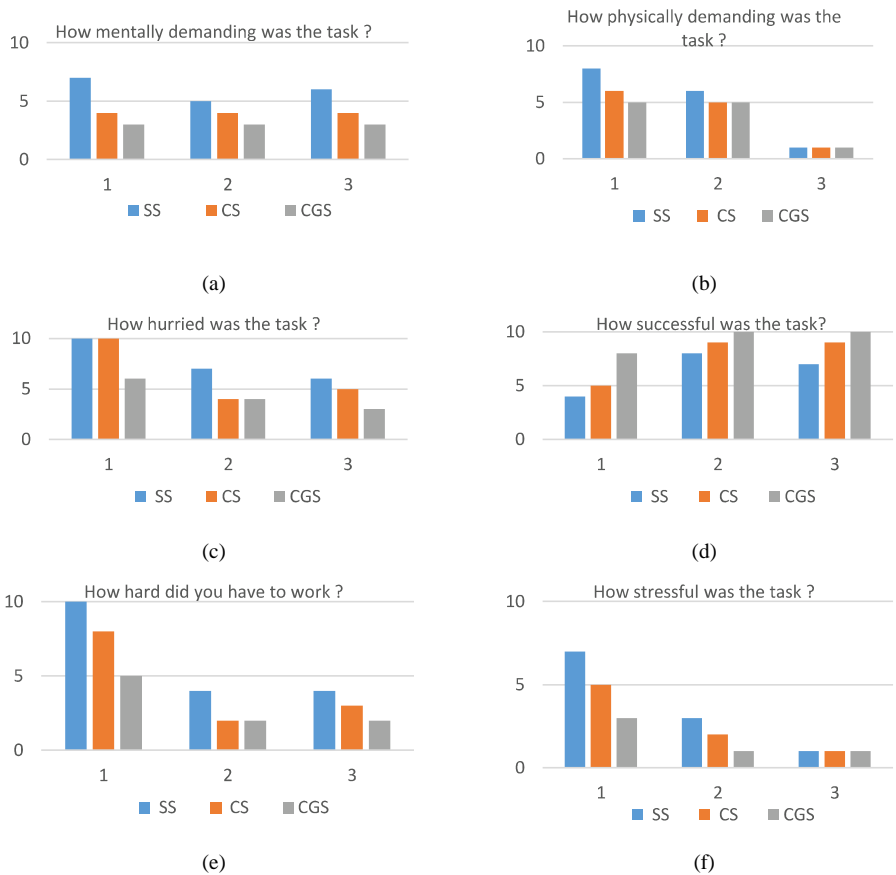 How mentally demanding was the task ?
10
5
0
1 2 3
SS CS CGS
(a)
How physically demanding was the
task ?
10
5
0
1 2 3
SS CS CGS
(b)
How hurried was the task ?
10
5
0
1 2 3
SS CS CGS
(c)
How successful was the task?
10
5
0
1 2 3
SS CS CGS
(d)
How hard did you have to work ?
10
5
0
1 2 3
SS CS CGS
(e)
How stressful was the task ?
10
5
0
1 2 3
SS CS CGS
(f)